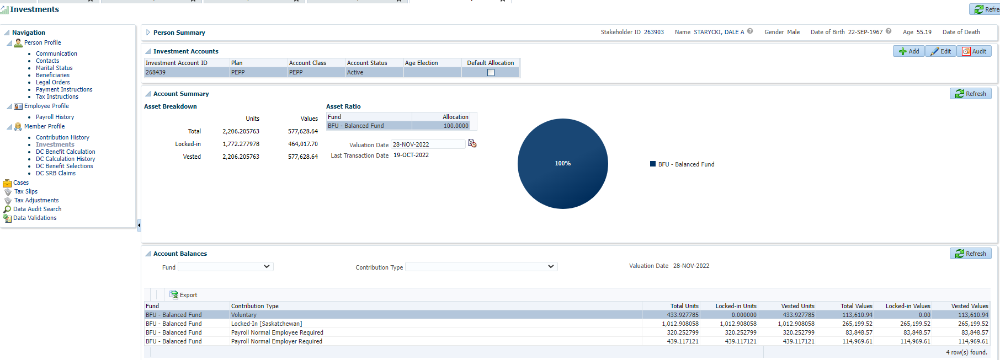 Investments
Refre
Navigation
Person Profile
Communication
Contacts
Marital Status
Beneficiaries
Legal Orders
Payment Instructions
Tax Instructions
Employee Profile
Payroll History
Member Profile
Contribution History
Investments
DC Benefit Calculation
DC Calculation History
DC Benefit Selections
DC SRB Claims
Cases
Tax Slips
Tax Adjustments
Data Audit Search
Data Validations
Person Summary Stakeholder ID 263903 Name STARYCKI, DALE A Gender Male Date of Birth 22-SEP-1967 Age 55.19 Date of Death
Investment Accounts Add Edit Audit
Investment Account ID Plan Account Class Account Status Age Election Default Allocation
268439 PEPP PEPP Active
Account Summary Refresh
Asset Breakdown
Units Values
Total 2,206.205763 577,628.64
Locked-in 1,772.277978 464,017.70
Vested 2,206.205763 577,628.64
Asset Ratio
Fund Allocation
BFU - Balanced Fund 100.0000
Valuation Date 28-NOV-2022
Last Transaction Date 19-OCT-2022
100%
BFU - Balanced Fund
Account Balances Refresh
Fund Contribution Type Valuation Date 28-NOV-2022
Export
Fund Contribution Type Total Units Locked-in Units Vested Units Total Values Locked-in Values Vested Values
BFU - Balanced Fund Voluntary 433.927785 0.000000 433.927785 113,610.94 0.00 113,610.94
BFU - Balanced Fund Locked-In [Saskatchewan] 1,012.908058 1,012.908058 1,012.908058 265,199.52 265,199.52 265,199.52
BFU - Balanced Fund Payroll Normal Employee Required 320.252799 320.252799 320.252799 83,848.57 83,848.57 83,848.57
BFU - Balanced Fund Payroll Normal Employer Required 439.117121 439.117121 439.117121 114,969.61 114,969.61 114,969.61
4 row(s) found.